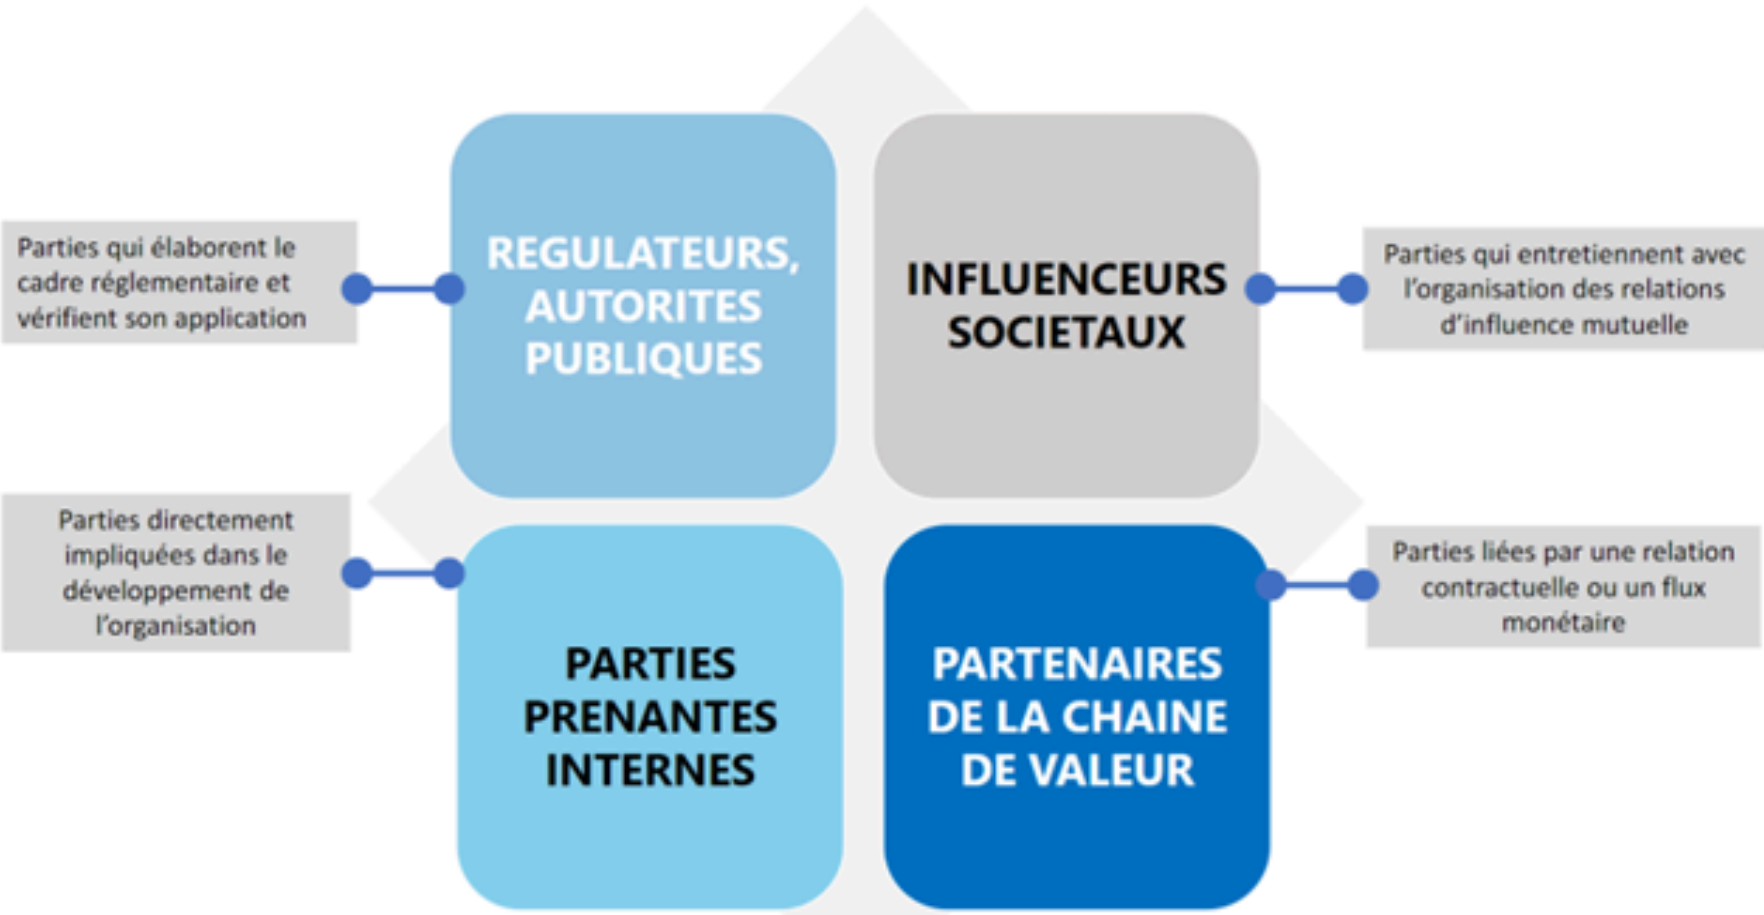 Parties qui élaborent le
cadre réglementaire et
vérifient son application
REGULATEURS,
AUTORITES
PUBLIQUES
INFLUENCEURS
SOCIETAUX
Parties qui entretiennent avec
l’organisation des relations
d’influence mutuelle
Parties directement
impliquées dans le
développement de
l’organisation
PARTIES
PRENANTES
INTERNES
PARTENAIRES
DE LA CHAINE
DE VALEUR
Parties liées par une relation
contractuelle ou un flux
monétaire